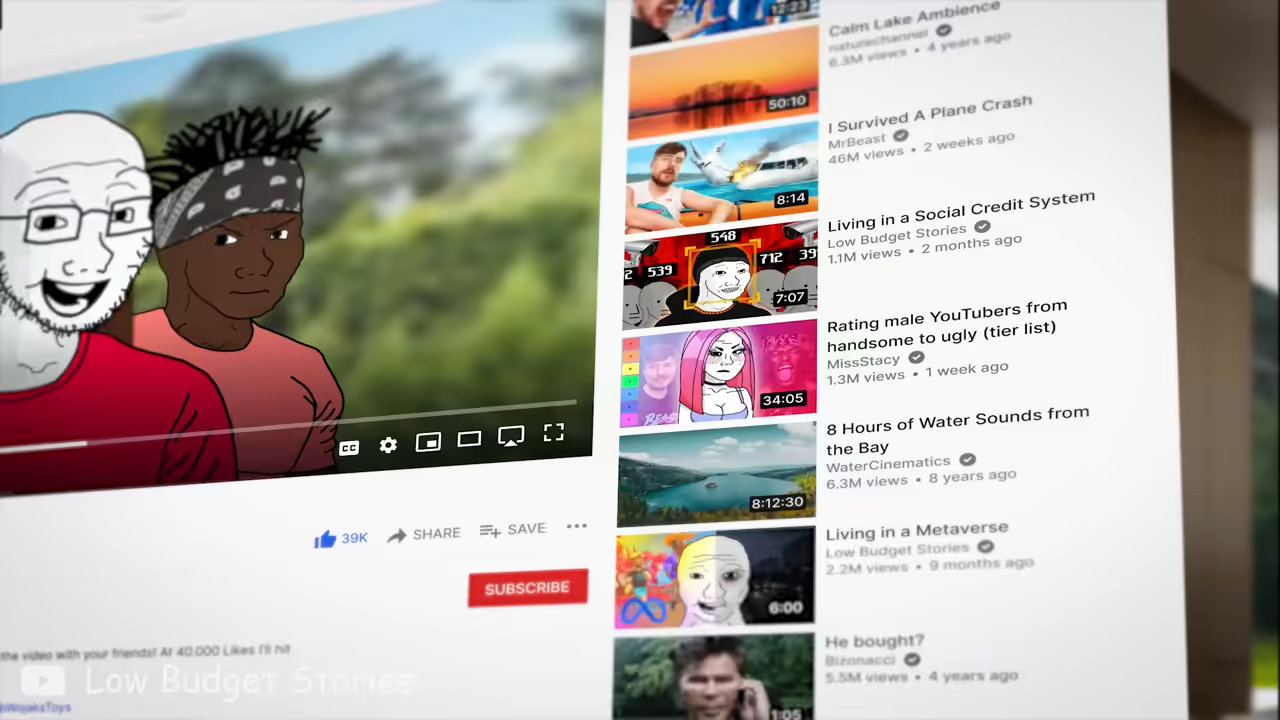 CC
39K
SHARE
SAVE
SUBSCRIBE
the video with your friends! At 40.000 Likes I'll hit
Low Budget Stories
WojaksToys
12:23
Calm Lake Ambience
naturechannel
6.3M views • 4 years ago
50:10
I Survived A Plane Crash
MrBeast
46M views • 2 weeks ago
8:14
Living in a Social Credit System
Low Budget Stories
1.1M views • 2 months ago
548
2 539 712 39
7:07
Rating male YouTubers from
handsome to ugly (tier list)
MissStacy
1.3M views • 1 week ago
BEAS
34:05
8 Hours of Water Sounds from
the Bay
WaterCinematics
6.3M views • 8 years ago
8:12:30
Living in a Metaverse
Low Budget Stories
2.2M views • 9 months ago
6:00
He bought?
Bizonacci
5.5M views • 4 years ago
1:05